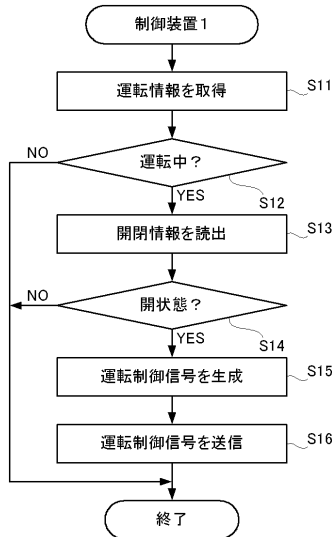 制御装置1
運転情報を取得
S11
運転中?
NO
YES
S12
開閉情報を読出
S13
開状態?
NO
YES
S14
運転制御信号を生成
S15
運転制御信号を送信
S16
終了